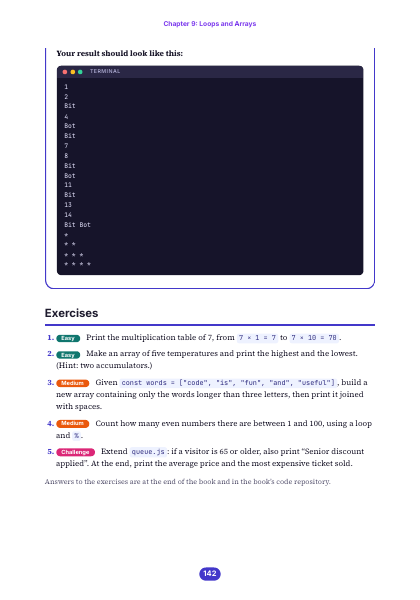 Chapter 9: Loops and Arrays
Your result should look like this:
TERMINAL
1
2
Bit
4
Bot
Bit
7
8
Bit
Bot
11
Bit
13
14
Bit Bot
*
* *
* * *
* * * *
Exercises
1. Easy Print the multiplication table of 7, from 7 × 1 = 7 to 7 × 10 = 70.
2. Easy Make an array of five temperatures and print the highest and the lowest.
(Hint: two accumulators.)
3. Medium Given const words = ["code", "is", "fun", "and", "useful"], build a
new array containing only the words longer than three letters, then print it joined
with spaces.
4. Medium Count how many even numbers there are between 1 and 100, using a loop
and %.
5. Challenge Extend queue.js: if a visitor is 65 or older, also print “Senior discount
applied”. At the end, print the average price and the most expensive ticket sold.
Answers to the exercises are at the end of the book and in the book's code repository.
142